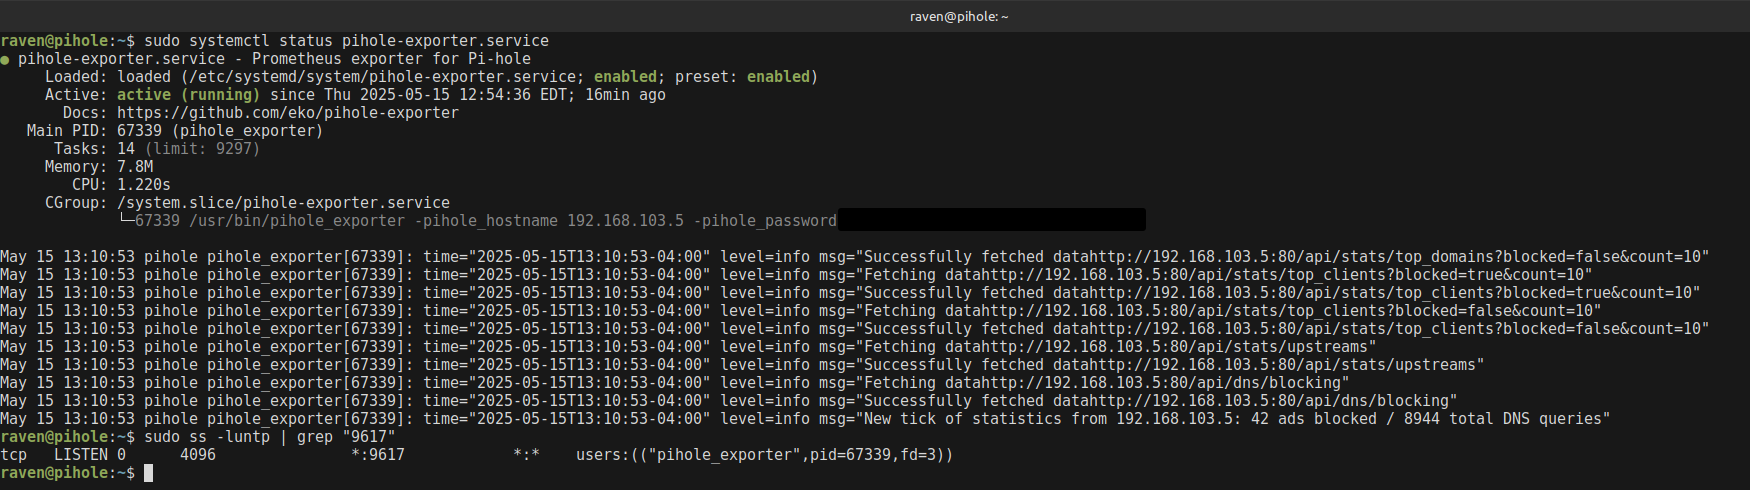 raven@pihole: ~
raven@pihole:~$ sudo systemctl status pihole-exporter.service
● pihole-exporter.service - Prometheus exporter for Pi-hole
Loaded: loaded (/etc/systemd/system/pihole-exporter.service; enabled; preset: enabled)
Active: active (running) since Thu 2025-05-15 12:54:36 EDT; 16min ago
Docs: https://github.com/eko/pihole-exporter
Main PID: 67339 (pihole_exporter)
Tasks: 14 (limit: 9297)
Memory: 7.8M
CPU: 1.220s
CGroup: /system.slice/pihole-exporter.service
└─67339 /usr/bin/pihole_exporter -pihole_hostname 192.168.103.5 -pihole_password
May 15 13:10:53 pihole pihole_exporter[67339]: time="2025-05-15T13:10:53-04:00" level=info msg="Successfully fetched datahttp://192.168.103.5:80/api/stats/top_domains?blocked=false&count=10"
May 15 13:10:53 pihole pihole_exporter[67339]: time="2025-05-15T13:10:53-04:00" level=info msg="Fetching datahttp://192.168.103.5:80/api/stats/top_clients?blocked=true&count=10"
May 15 13:10:53 pihole pihole_exporter[67339]: time="2025-05-15T13:10:53-04:00" level=info msg="Successfully fetched datahttp://192.168.103.5:80/api/stats/top_clients?blocked=true&count=10"
May 15 13:10:53 pihole pihole_exporter[67339]: time="2025-05-15T13:10:53-04:00" level=info msg="Fetching datahttp://192.168.103.5:80/api/stats/top_clients?blocked=false&count=10"
May 15 13:10:53 pihole pihole_exporter[67339]: time="2025-05-15T13:10:53-04:00" level=info msg="Successfully fetched datahttp://192.168.103.5:80/api/stats/top_clients?blocked=false&count=10"
May 15 13:10:53 pihole pihole_exporter[67339]: time="2025-05-15T13:10:53-04:00" level=info msg="Fetching datahttp://192.168.103.5:80/api/stats/upstreams"
May 15 13:10:53 pihole pihole_exporter[67339]: time="2025-05-15T13:10:53-04:00" level=info msg="Successfully fetched datahttp://192.168.103.5:80/api/stats/upstreams"
May 15 13:10:53 pihole pihole_exporter[67339]: time="2025-05-15T13:10:53-04:00" level=info msg="Fetching datahttp://192.168.103.5:80/api/dns/blocking"
May 15 13:10:53 pihole pihole_exporter[67339]: time="2025-05-15T13:10:53-04:00" level=info msg="Successfully fetched datahttp://192.168.103.5:80/api/dns/blocking"
May 15 13:10:53 pihole pihole_exporter[67339]: time="2025-05-15T13:10:53-04:00" level=info msg="New tick of statistics from 192.168.103.5: 42 ads blocked / 8944 total DNS queries"
raven@pihole:~$ sudo ss -luntp | grep "9617"
tcp LISTEN 0 4096 *:9617 *:* users:(("pihole_exporter",pid=67339,fd=3))
raven@pihole:~$